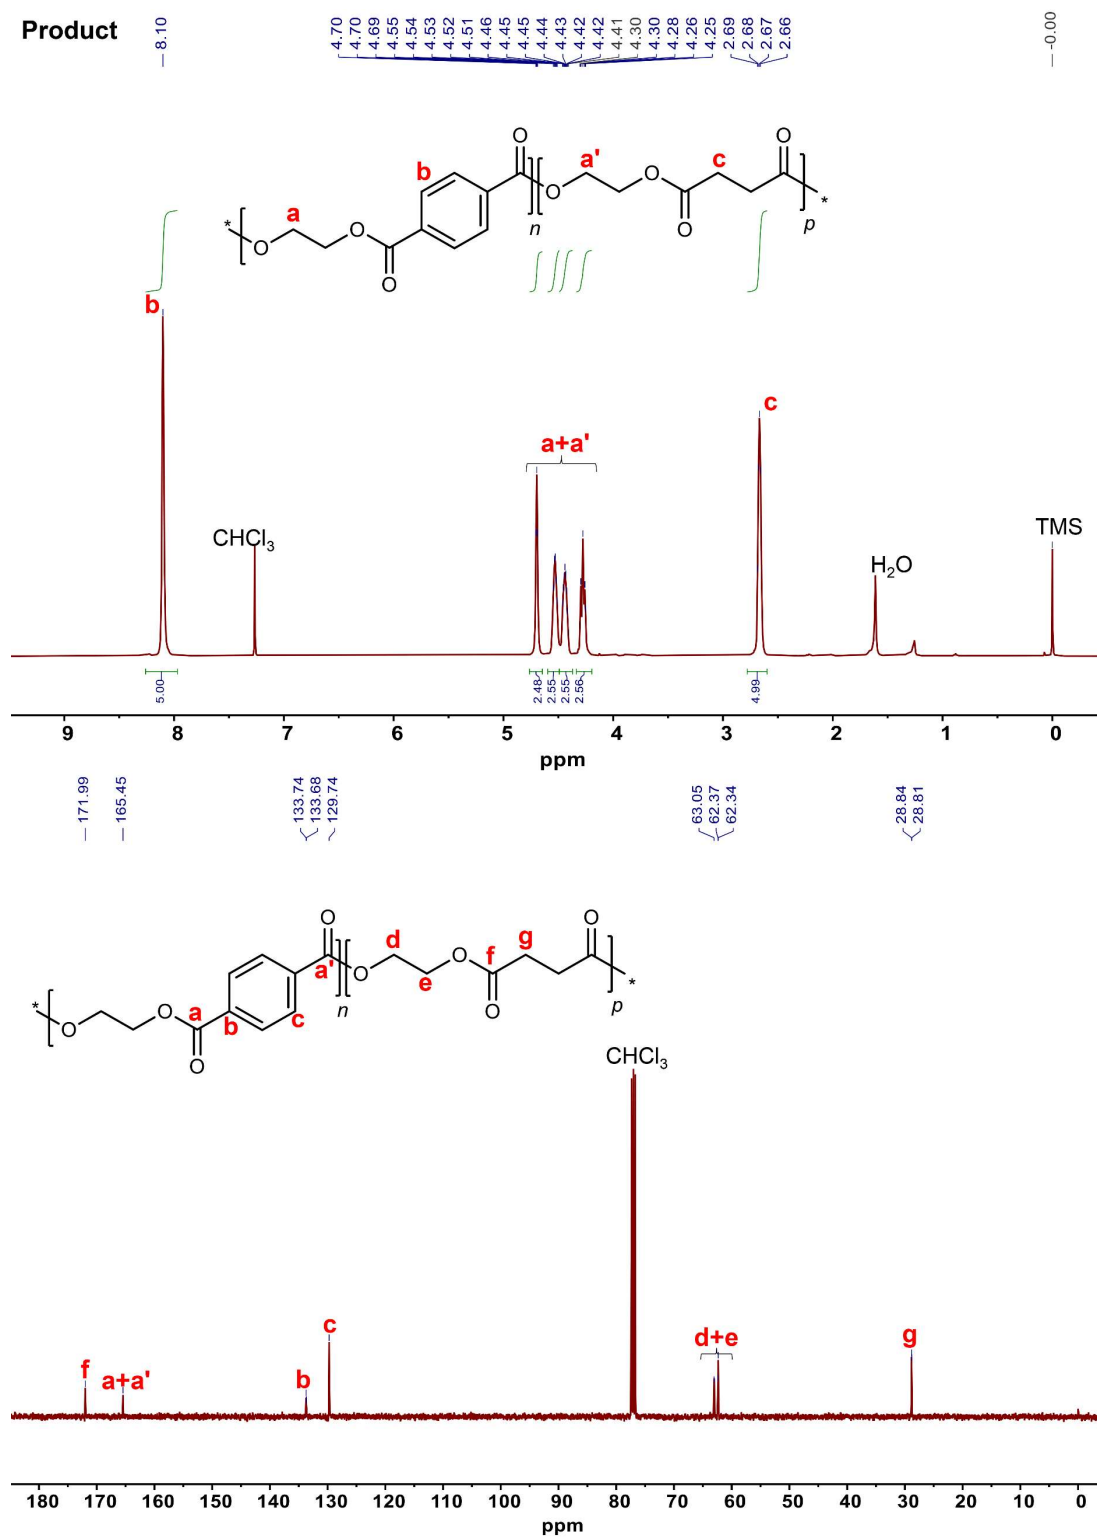 Product
8.10
4.70
4.70
4.69
4.55
4.54
4.53
4.52
4.51
4.46
4.45
4.45
4.44
4.43
4.42
4.42
4.41
4.30
4.30
4.28
4.26
4.25
2.69
2.68
2.67
2.66
-0.00
O
b
a'
O
c
O
*
a
O
n
O
p
*
O
O
O
O
b
CHCl3
a+a'
c
H2O
TMS
5.00
2.48
2.55
2.55
2.56
4.99
9 8 7 6 5 4 3 2 1 0
ppm
171.99
165.45
133.74
133.68
129.74
63.05
62.37
62.34
28.84
28.81
O
a'
d
O
f
g
O
*
O
e
O
n
p
*
O
O
a
b
c
O
CHCl3
f
a+a'
b
c
d+e
g
180 170 160 150 140 130 120 110 100 90 80 70 60 50 40 30 20 10 0
ppm